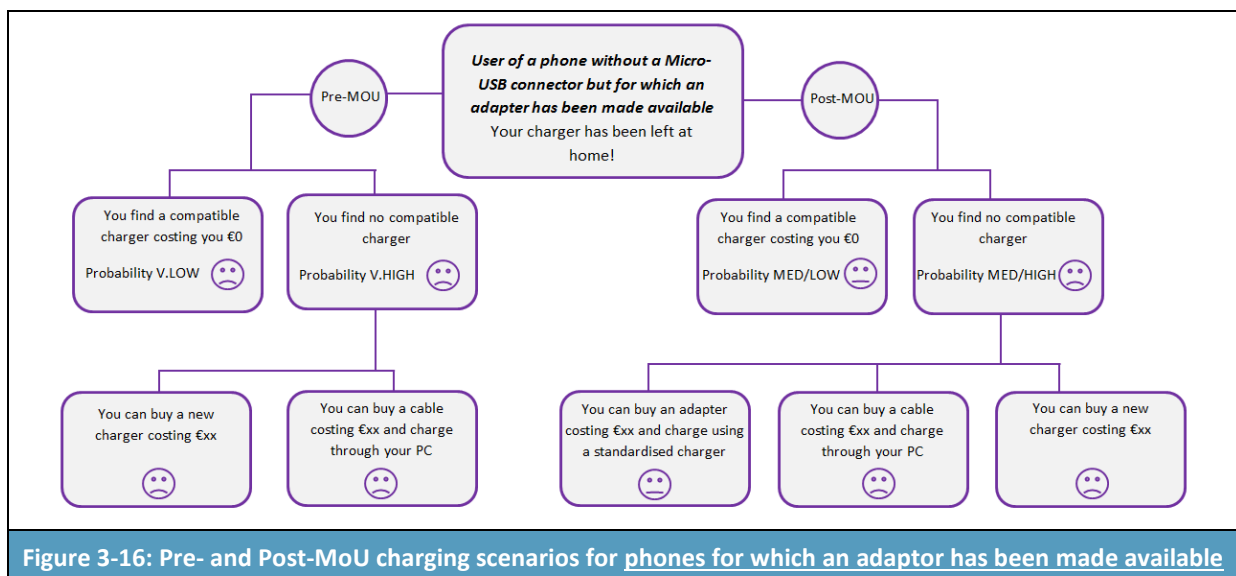 User of a phone without a Micro-
USB connector but for which an
adapter has been made available
Your charger has been left at
home!
Pre-MOU
Post-MOU
You find a compatible
charger costing you €0
Probability V.LOW
You find no compatible
charger
Probability V.HIGH
You find a compatible
charger costing you €0
Probability MED/LOW
You find no compatible
charger
Probability MED/HIGH
You can buy a new
charger costing €xx
You can buy a cable
costing €xx and charge
through your PC
You can buy an adapter
costing €xx and charge using
a standardised charger
You can buy a cable
costing €xx and charge
through your PC
You can buy a new
charger costing €xx
Figure 3-16: Pre- and Post-MoU charging scenarios for phones for which an adaptor has been made available